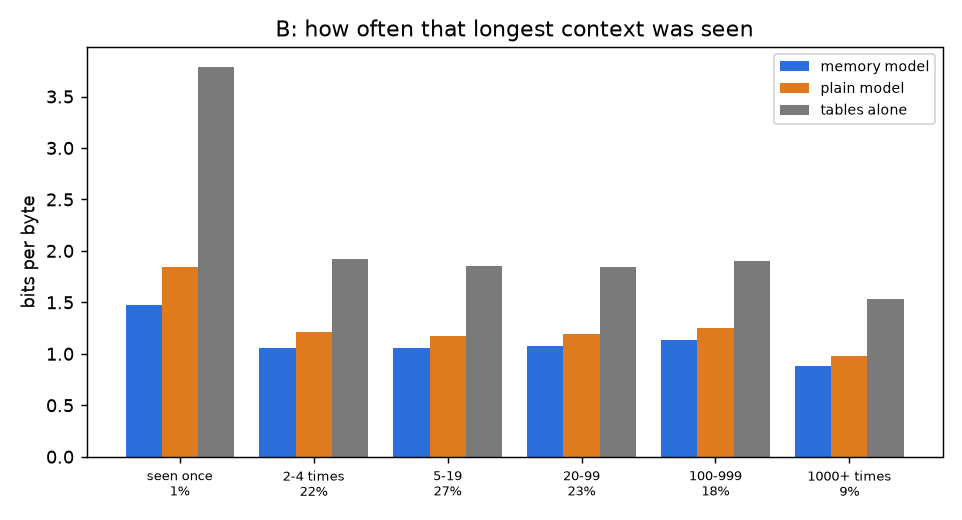 B: how often that longest context was seen
memory model
plain model
tables alone
bits per byte
3.5
3.0
2.5
2.0
1.5
1.0
0.5
0.0
seen once
1%
2-4 times
22%
5-19
27%
20-99
23%
100-999
18%
1000+ times
9%